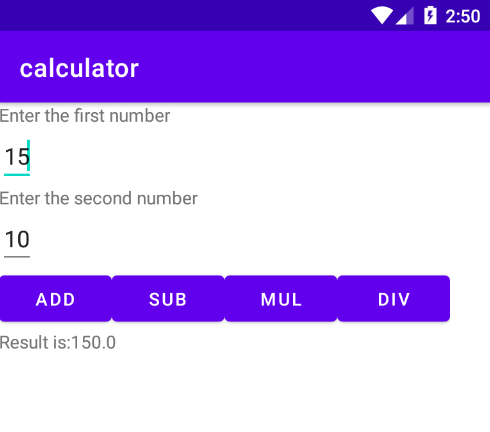 2:50
calculator
Enter the first number
15
Enter the second number
10
ADD SUB MUL DIV
Result is:150.0